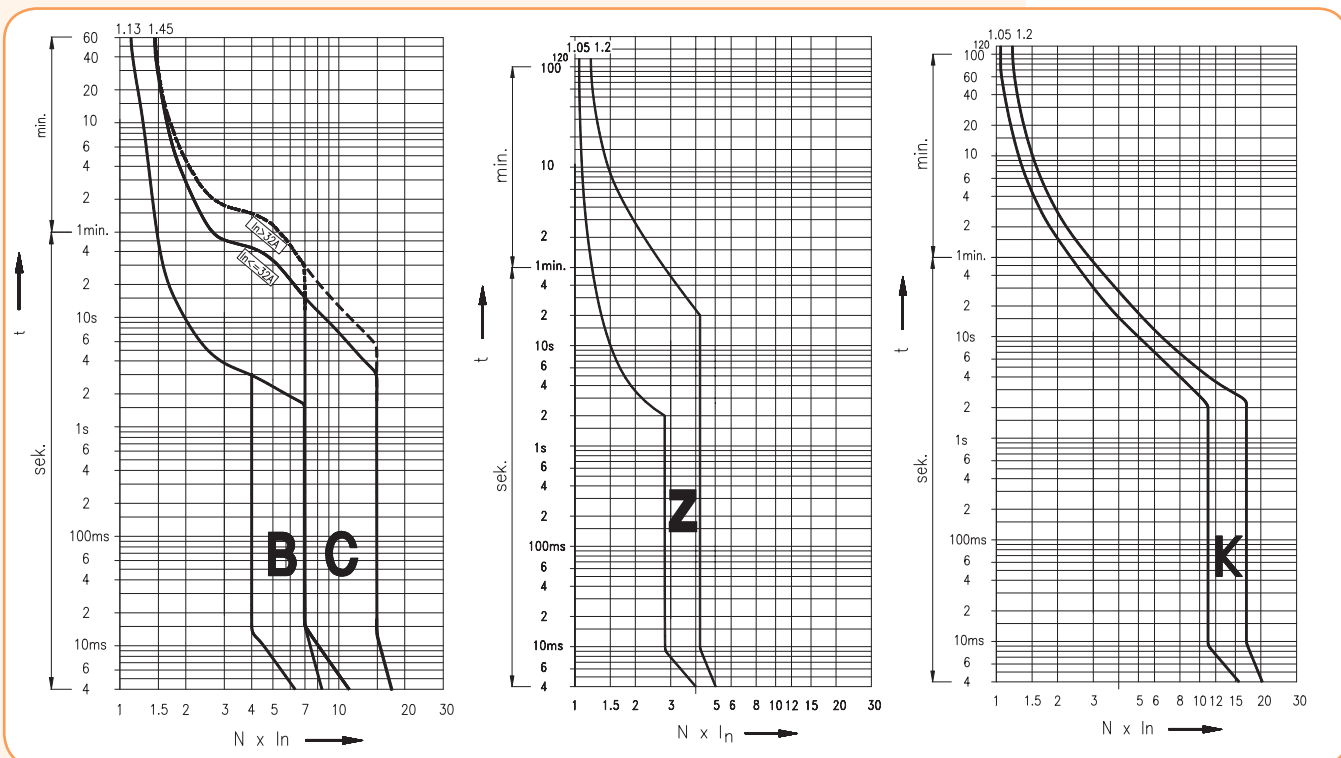 1.13 1.45
60
40
20
10
6
4
2
1min.
4
2
10s
6
4
2
1s
6
4
2
100ms
6
4
2
10ms
6
4
min.
sek.
t
In>32A
In<=32A
B C
1 1.5 2 3 4 5 7 10 20 30
N x In
1.05 1.2
120
100
10
2
1min.
4
2
10s
6
4
2
1s
6
4
2
100ms
6
4
2
10ms
6
4
min.
sek.
t
Z
1 1.5 2 3 5 6 8 10 12 15 20 30
N x In
1.05 1.2
120
100
60
40
20
10
6
4
2
1min.
4
2
10s
6
4
2
1s
6
4
2
100ms
6
4
2
10ms
6
4
min.
sek.
t
K
1 1.5 2 3 5 6 8 10 12 15 20 30
N x In